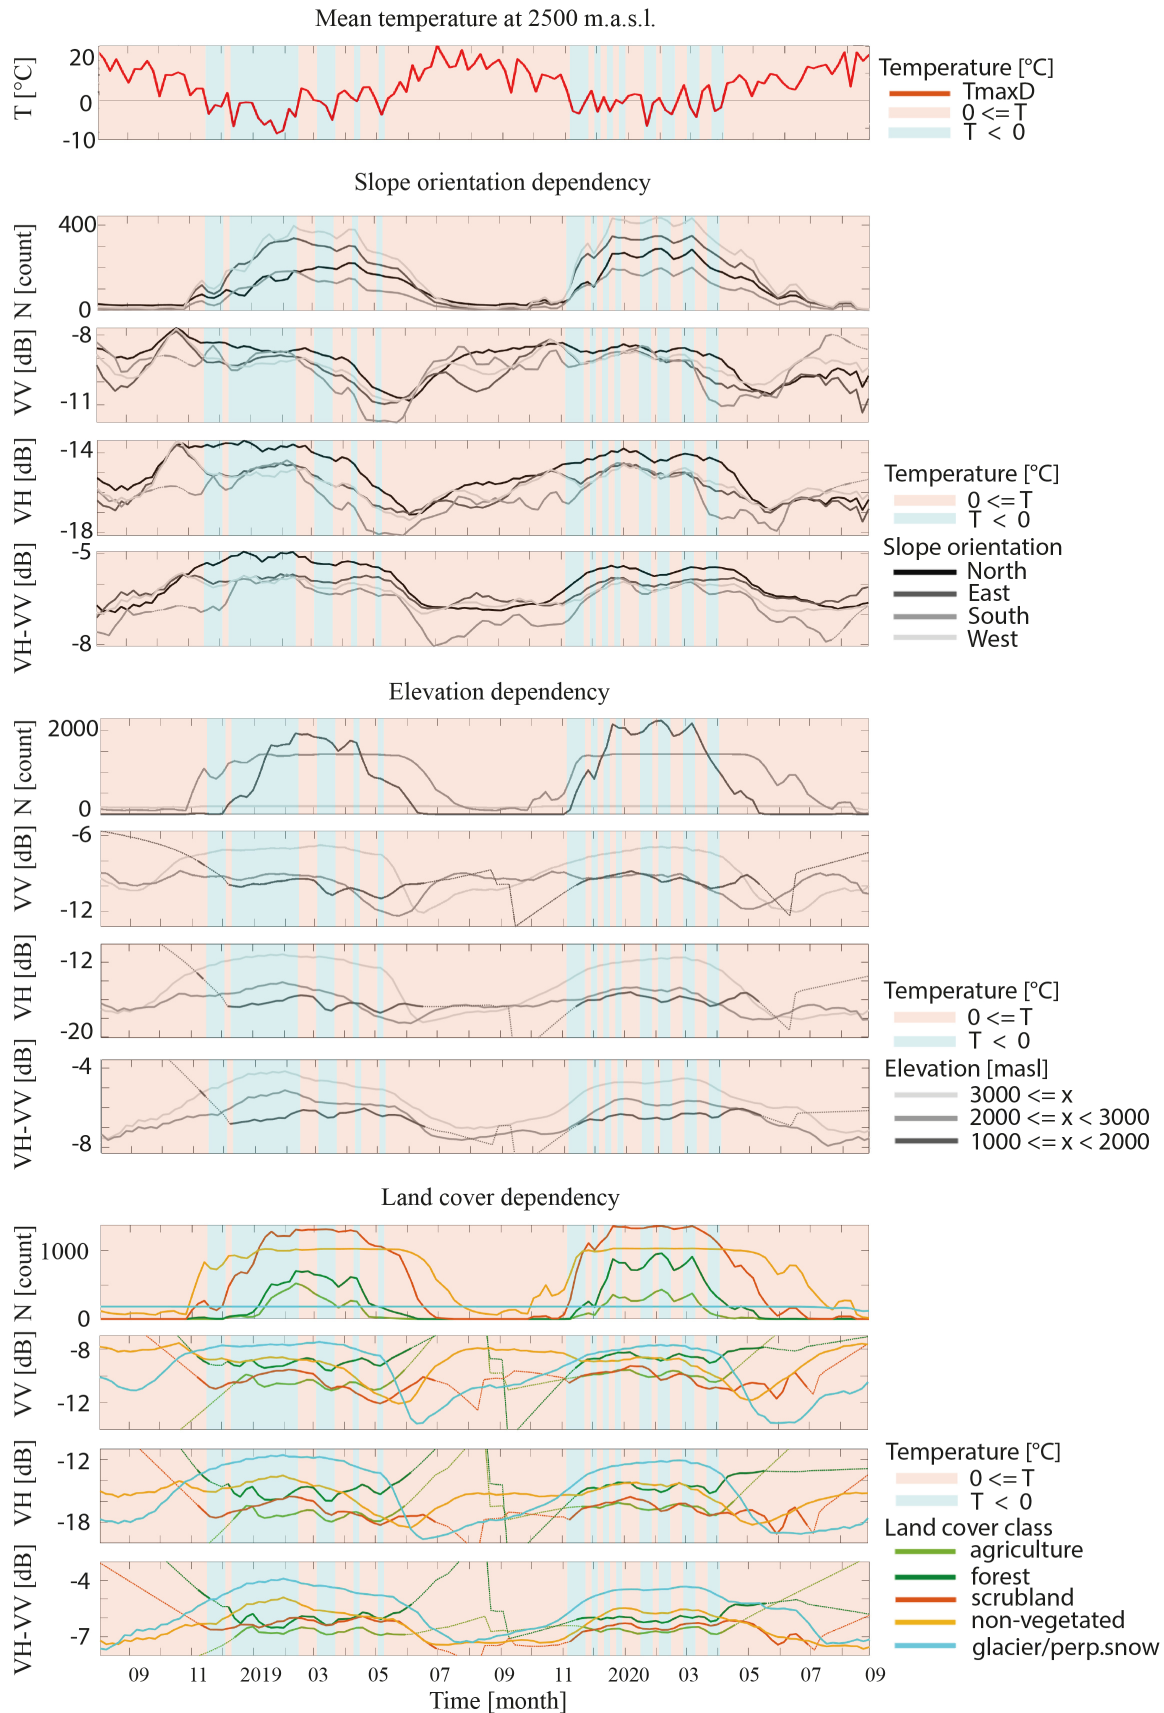 Mean temperature at 2500 m.a.s.l.
T [°C]
20
0
-10
Temperature [°C]
TmaxD
0 <= T
T < 0
Slope orientation dependency
N [count]
400
0
VV [dB]
-8
-11
VH [dB]
-14
-18
VH-VV [dB]
-5
-8
Temperature [°C]
0 <= T
T < 0
Slope orientation
North
East
South
West
Elevation dependency
N [count]
2000
0
VV [dB]
-6
-12
VH [dB]
-12
-20
VH-VV [dB]
-4
-8
Temperature [°C]
0 <= T
T < 0
Elevation [masl]
3000 <= x
2000 <= x < 3000
1000 <= x < 2000
Land cover dependency
N [count]
1000
0
VV [dB]
-8
-12
VH [dB]
-12
-18
VH-VV [dB]
-4
-7
Temperature [°C]
0 <= T
T < 0
Land cover class
agriculture
forest
scrubland
non-vegetated
glacier/perp.snow
09 11 2019 03 05 07 09 11 2020 03 05 07 09
Time [month]